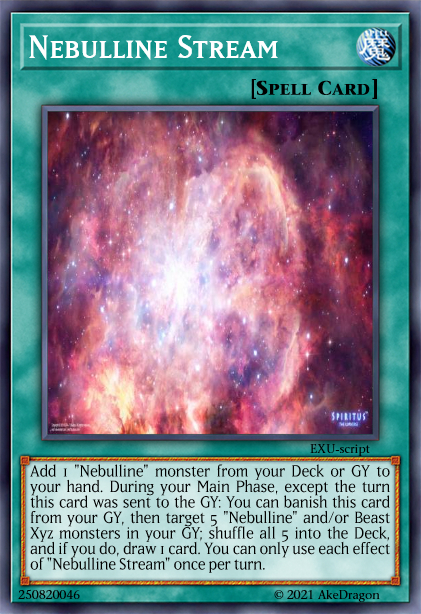 Nebulline Stream
[Spell Card]
SPIRITUS
EXU-script
Add 1 "Nebulline" monster from your Deck or GY to
your hand. During your Main Phase, except the turn
this card was sent to the GY: You can banish this card
from your GY, then target 5 "Nebulline" and/or Beast
Xyz monsters in your GY; shuffle all 5 into the Deck,
and if you do, draw 1 card. You can only use each effect
of "Nebulline Stream" once per turn.
250820046
© 2021 AkeDragon